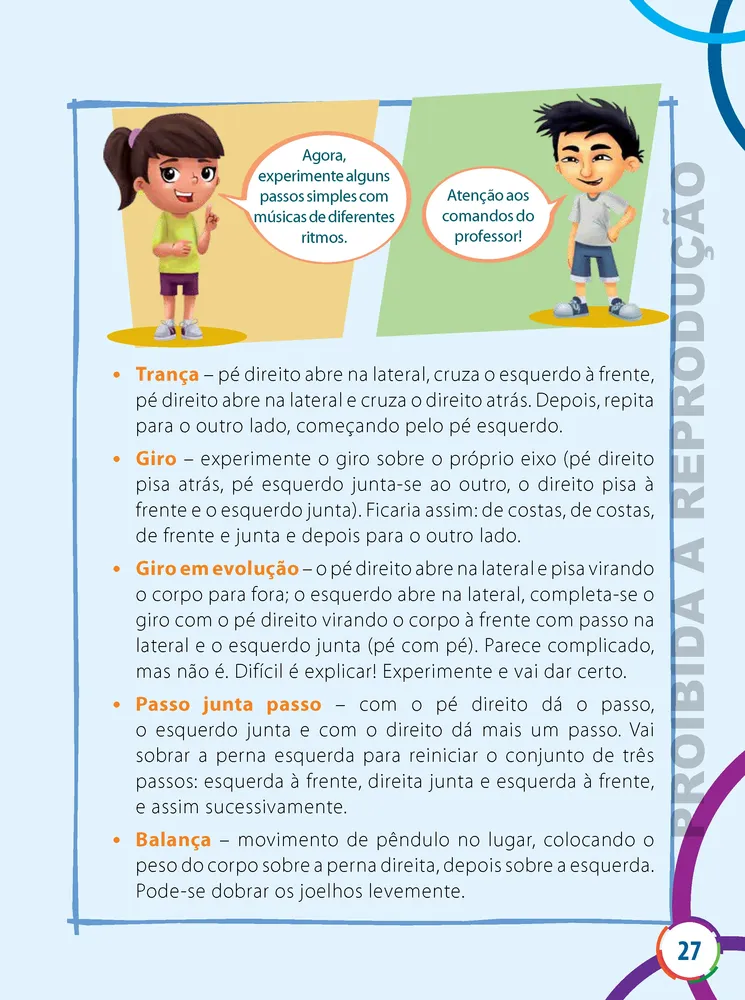 Agora,
experimente alguns
passos simples com
músicas de diferentes
ritmos.
Atenção aos
comandos do
professor!
• Trança – pé direito abre na lateral, cruza o esquerdo à frente,
pé direito abre na lateral e cruza o direito atrás. Depois, repita
para o outro lado, começando pelo pé esquerdo.
• Giro – experimente o giro sobre o próprio eixo (pé direito
pisa atrás, pé esquerdo junta-se ao outro, o direito pisa à
frente e o esquerdo junta). Ficaria assim: de costas, de costas,
de frente e junta e depois para o outro lado.
• Giro em evolução – o pé direito abre na lateral e pisa virando
o corpo para fora; o esquerdo abre na lateral, completa-se o
giro com o pé direito virando o corpo à frente com passo na
lateral e o esquerdo junta (pé com pé). Parece complicado,
mas não é. Difícil é explicar! Experimente e vai dar certo.
• Passo junta passo – com o pé direito dá o passo,
o esquerdo junta e com o direito dá mais um passo. Vai
sobrar a perna esquerda para reiniciar o conjunto de três
passos: esquerda à frente, direita junta e esquerda à frente,
e assim sucessivamente.
• Balança – movimento de pêndulo no lugar, colocando o
peso do corpo sobre a perna direita, depois sobre a esquerda.
Pode-se dobrar os joelhos levemente.
PROIBIDA A REPRODUÇÃO
27